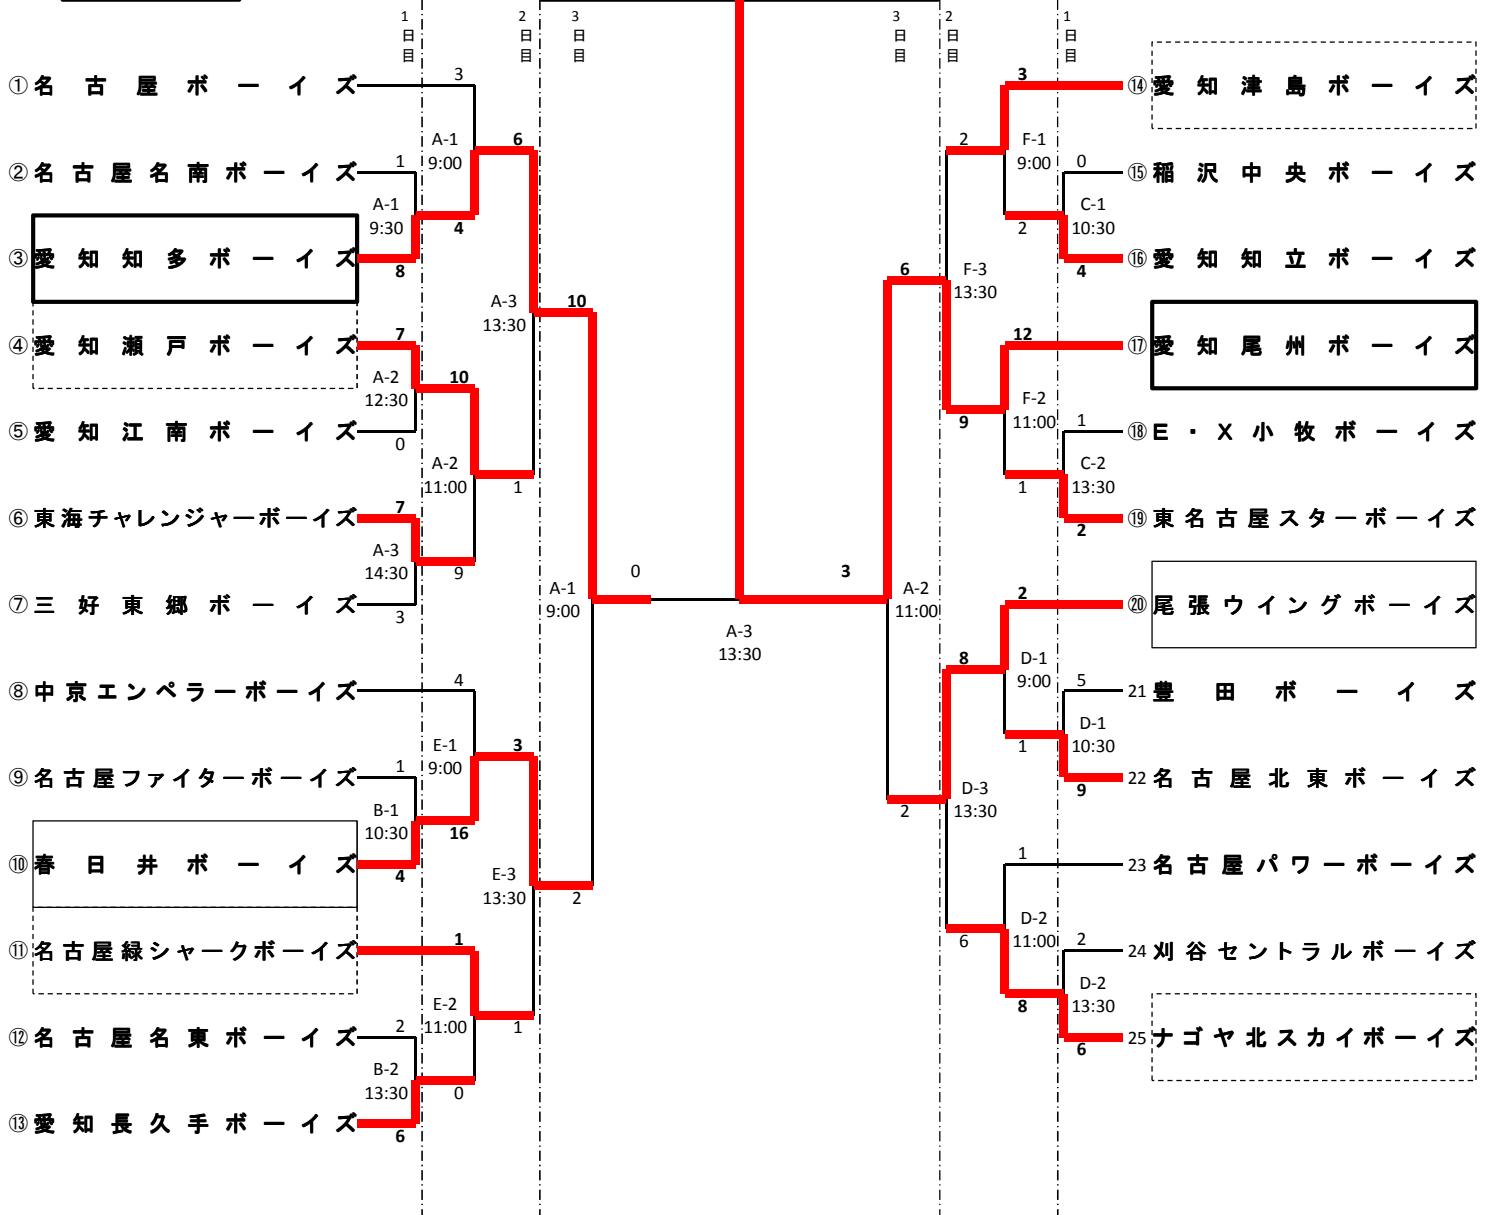 1日目
2日目
3日目
3日目
2日目
1日目
①名古屋ボーイズ
3
②名古屋名南ボーイズ
1
A-1
9:30
③愛知知多ボーイズ
8
A-1
9:00
4
6
④愛知瀬戸ボーイズ
7
A-2
12:30
⑤愛知江南ボーイズ
0
10
A-2
11:00
1
A-3
13:30
10
⑥東海チャレンジャーボーイズ
7
A-3
14:30
9
⑦三好東郷ボーイズ
3
⑧中京エンペラーボーイズ
4
⑨名古屋ファイターボーイズ
1
B-1
10:30
⑩春日井ボーイズ
4
E-1
9:00
16
3
⑪名古屋緑シャークボーイズ
1
⑫名古屋名東ボーイズ
2
B-2
13:30
⑬愛知長久手ボーイズ
6
E-2
11:00
0
1
E-3
13:30
2
A-1
9:00
0
A-3
13:30
3
A-2
11:00
6
2
⑭愛知津島ボーイズ
3
F-1
9:00
2
2
⑮稲沢中央ボーイズ
0
C-1
10:30
⑯愛知知立ボーイズ
4
F-3
13:30
9
⑰愛知尾州ボーイズ
12
F-2
11:00
1
⑱E・X小牧ボーイズ
1
C-2
13:30
⑲東名古屋スターボーイズ
2
⑳尾張ウイングボーイズ
2
D-1
9:00
1
8
21豊田ボーイズ
5
D-1
10:30
22名古屋北東ボーイズ
9
D-3
13:30
6
23名古屋パワーボーイズ
1
D-2
11:00
8
24刈谷セントラルボーイズ
2
D-2
13:30
25ナゴヤ北スカイボーイズ
6